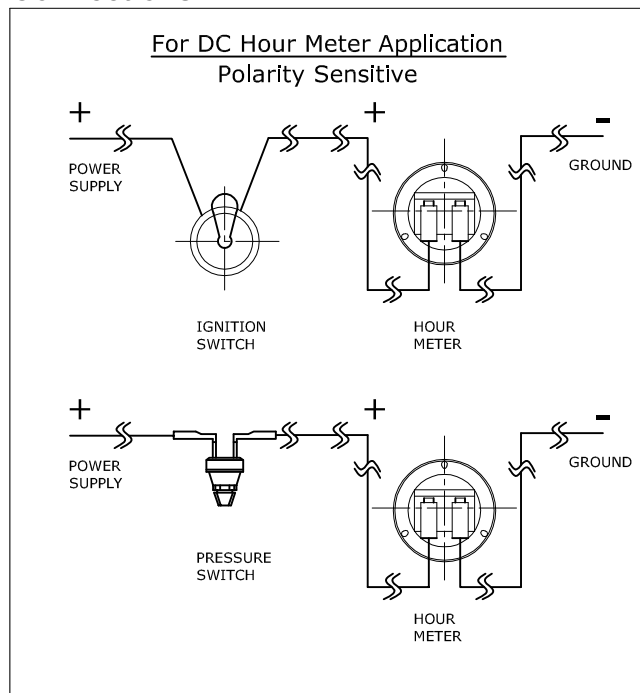 For DC Hour Meter Application
Polarity Sensitive
+ + -
POWER
SUPPLY
GROUND
IGNITION
SWITCH
HOUR
METER
+ + -
POWER
SUPPLY
GROUND
PRESSURE
SWITCH
HOUR
METER